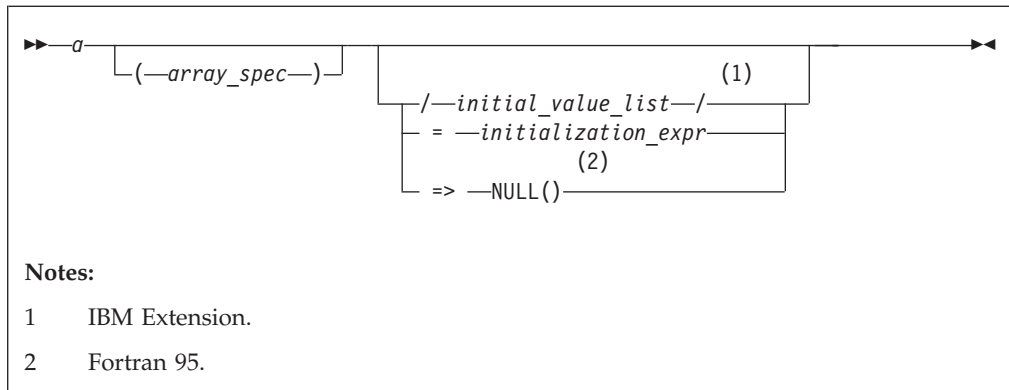 ►►—a—(—array_spec—)—►◄
(1)
/—initial_value_list—/
= —initialization_expr
(2)
=> —NULL()
Notes:
1 IBM Extension.
2 Fortran 95.